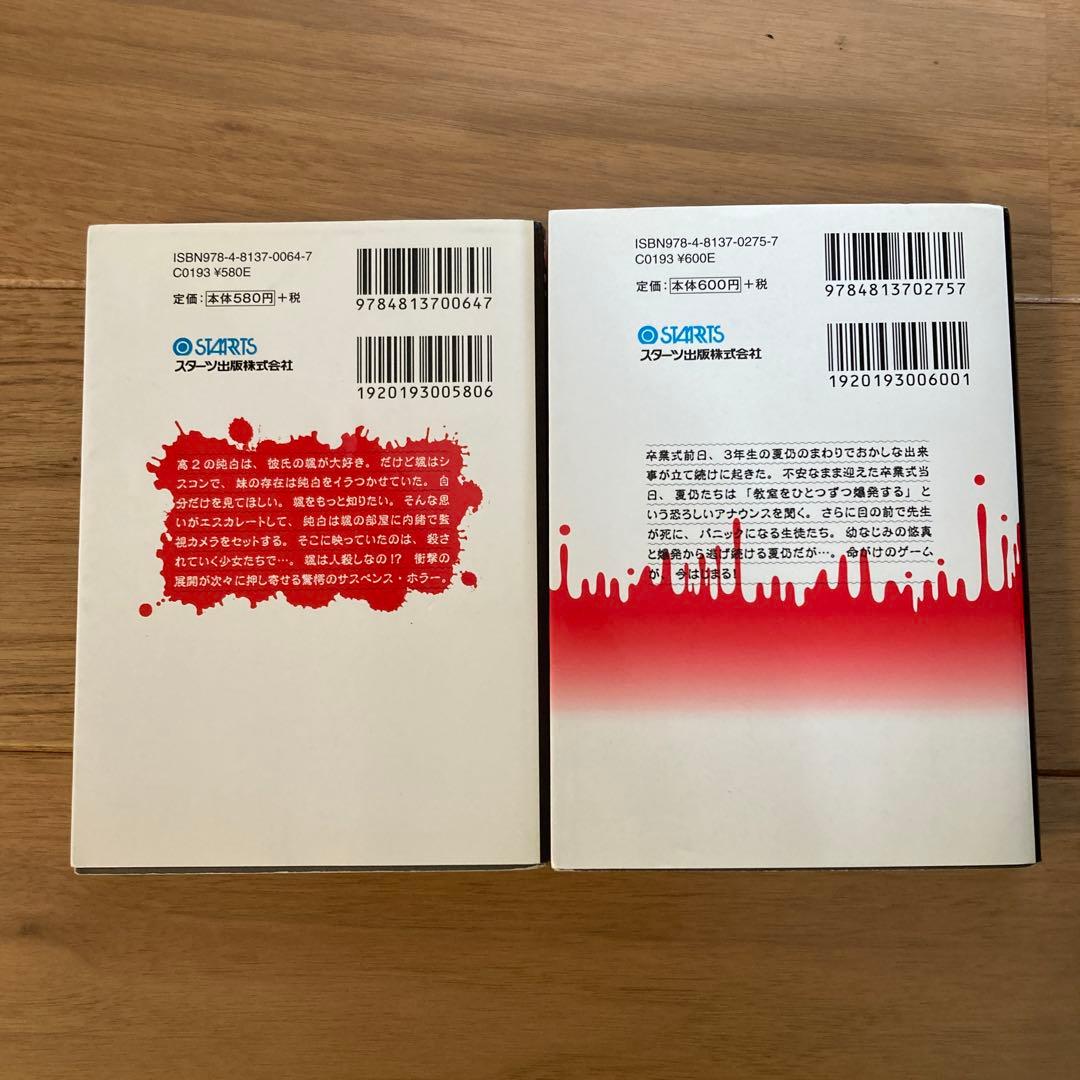 ISBN978-4-8137-0064-7
C0193 ¥580E
定価：本体580円＋税
9784813700647
STARTS
スターツ出版株式会社
1920193005806
高２の純白は、彼氏の颯が大好き。だけど颯はシ
スコンで、妹の存在は純白をイラつかせていた。自
分だけを見てほしい。颯をもっと知りたい。そんな思
いがエスカレートして、純白は颯の部屋に内緒で監
視カメラをセットする。そこに映っていたのは、殺さ
れていく少女たちで…。颯は人殺しなの!?　衝撃の
展開が次々に押し寄せる驚愕のサスペンス・ホラー。
ISBN978-4-8137-0275-7
C0193 ¥600E
定価：本体600円＋税
9784813702757
STARTS
スターツ出版株式会社
1920193006001
卒業式前日、3年生の夏仍のまわりでおかしな出来
事が立て続けに起きた。不安なまま迎えた卒業式当
日、夏仍たちは「教室をひとつずつ爆発する」と
いう恐ろしいアナウンスを聞く。さらに目の前で先生
が死に、パニックになる生徒たち。幼なじみの悠真
と爆発から逃げ続ける夏仍だが…。命がけのゲーム
が、今はじまる！